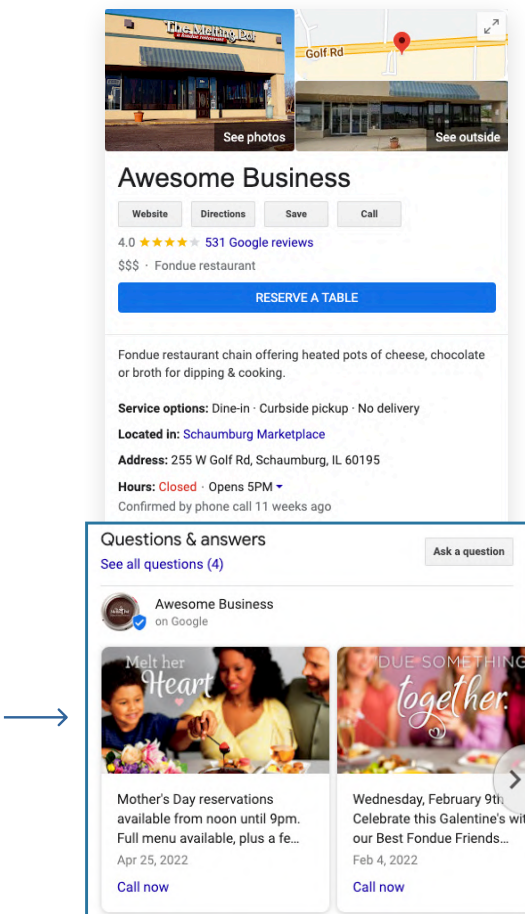 The Melting Pot
a fondue restaurant
Golf Rd
See photos
See outside
Awesome Business
Website
Directions
Save
Call
4.0
531 Google reviews
$$$ · Fondue restaurant
RESERVE A TABLE
Fondue restaurant chain offering heated pots of cheese, chocolate
or broth for dipping & cooking.
Service options: Dine-in · Curbside pickup · No delivery
Located in: Schaumburg Marketplace
Address: 255 W Golf Rd, Schaumburg, IL 60195
Hours: Closed · Opens 5PM
Confirmed by phone call 11 weeks ago
Questions & answers
See all questions (4)
Ask a question
Awesome Business
on Google
Melt her
Heart
Mother's Day reservations
available from noon until 9pm.
Full menu available, plus a fe...
Apr 25, 2022
Call now
DUE SOMETHING
together.
Wednesday, February 9th
Celebrate this Galentine's wit
our Best Fondue Friends...
Feb 4, 2022
Call now